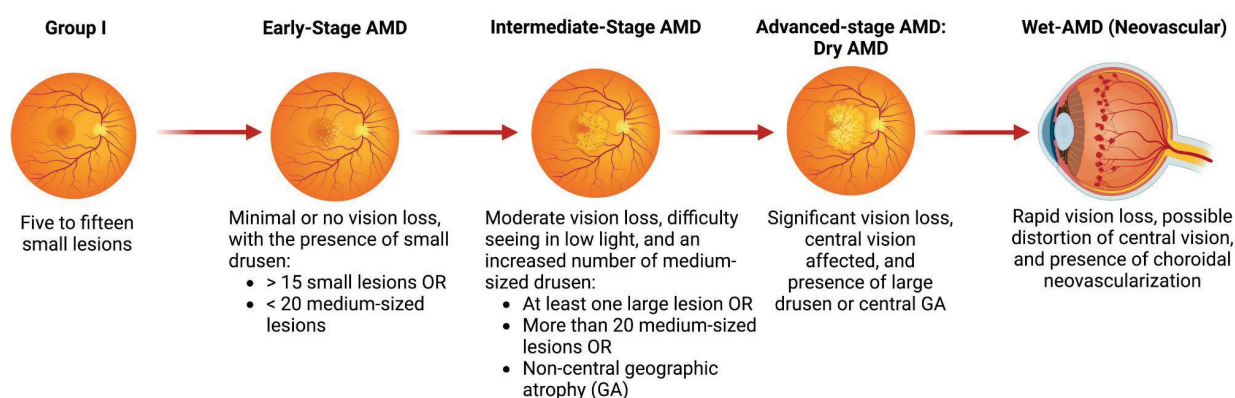 Group I
Five to fifteen
small lesions
Early-Stage AMD
Minimal or no vision loss,
with the presence of small
drusen:
• > 15 small lesions OR
• < 20 medium-sized
lesions
Intermediate-Stage AMD
Moderate vision loss, difficulty
seeing in low light, and an
increased number of medium-
sized drusen:
• At least one large lesion OR
• More than 20 medium-sized
lesions OR
• Non-central geographic
atrophy (GA)
Advanced-stage AMD:
Dry AMD
Significant vision loss,
central vision
affected, and
presence of large
drusen or central GA
Wet-AMD (Neovascular)
Rapid vision loss, possible
distortion of central vision,
and presence of choroidal
neovascularization